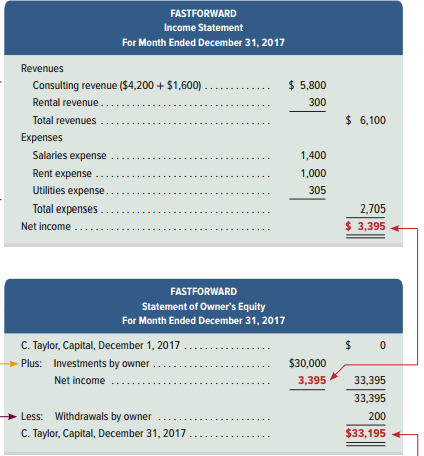 FASTFORWARD
Income Statement
For Month Ended December 31, 2017
Revenues
Consulting revenue ($4,200 + $1,600) . . . . . . . . . . . . . $ 5,800
Rental revenue . . . . . . . . . . . . . . . . . . . . . . . . . . . . . . . . 300
Total revenues . . . . . . . . . . . . . . . . . . . . . . . . . . . . . . . $ 6,100
Expenses
Salaries expense . . . . . . . . . . . . . . . . . . . . . . . . . . . . . 1,400
Rent expense . . . . . . . . . . . . . . . . . . . . . . . . . . . . . . . . 1,000
Utilities expense . . . . . . . . . . . . . . . . . . . . . . . . . . . . . . 305
Total expenses . . . . . . . . . . . . . . . . . . . . . . . . . . . . . . . 2,705
Net income . . . . . . . . . . . . . . . . . . . . . . . . . . . . . . . . . . . . $ 3,395
FASTFORWARD
Statement of Owner's Equity
For Month Ended December 31, 2017
C. Taylor, Capital, December 1, 2017 . . . . . . . . . . . . . . . . $ 0
Plus: Investments by owner . . . . . . . . . . . . . . . . . . . . . . $30,000
Net income . . . . . . . . . . . . . . . . . . . . . . . . . . . . . 3,395 33,395
33,395
Less: Withdrawals by owner . . . . . . . . . . . . . . . . . . . . 200
C. Taylor, Capital, December 31, 2017 . . . . . . . . . . . . . . . $33,195